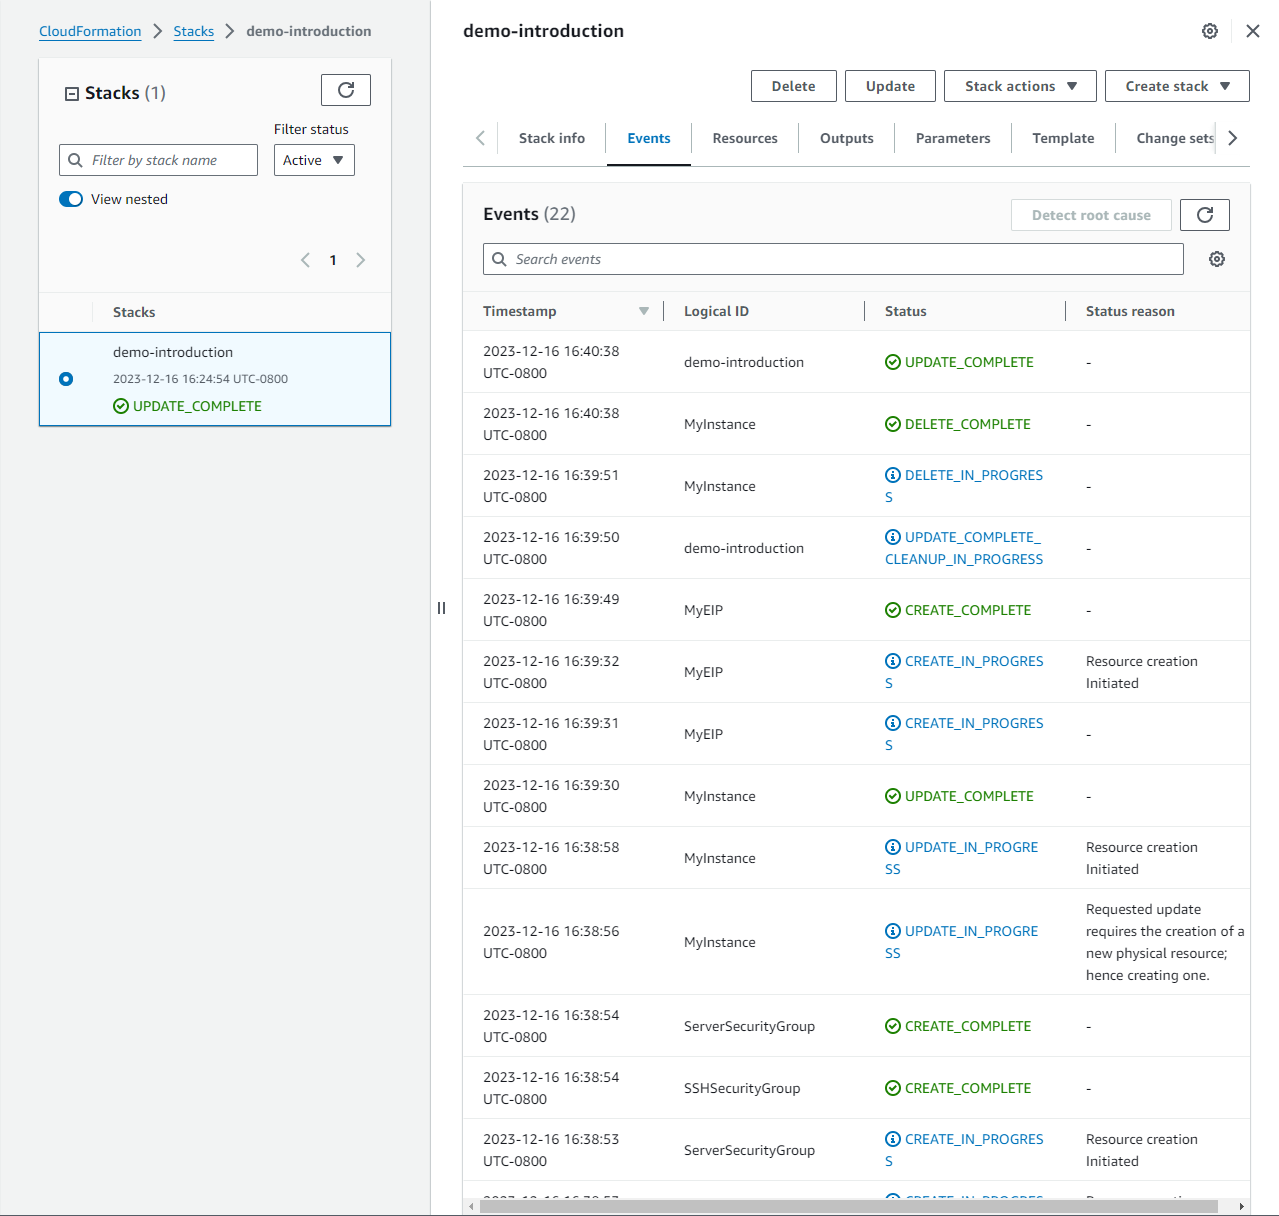 CloudFormation > Stacks > demo-introduction
Stacks (1)
Filter status
Filter by stack name
Active
View nested
1
Stacks
demo-introduction
2023-12-16 16:24:54 UTC-0800
UPDATE_COMPLETE
demo-introduction
Delete Update Stack actions Create stack
Stack info Events Resources Outputs Parameters Template Change sets
Events (22)
Detect root cause
Search events
Timestamp Logical ID Status Status reason
2023-12-16 16:40:38
UTC-0800
demo-introduction
UPDATE_COMPLETE
-
2023-12-16 16:40:38
UTC-0800
MyInstance
DELETE_COMPLETE
-
2023-12-16 16:39:51
UTC-0800
MyInstance
DELETE_IN_PROGRES
S
-
2023-12-16 16:39:50
UTC-0800
demo-introduction
UPDATE_COMPLETE_
CLEANUP_IN_PROGRESS
-
2023-12-16 16:39:49
UTC-0800
MyEIP
CREATE_COMPLETE
-
2023-12-16 16:39:32
UTC-0800
MyEIP
CREATE_IN_PROGRES
S
Resource creation
Initiated
2023-12-16 16:39:31
UTC-0800
MyEIP
CREATE_IN_PROGRES
S
-
2023-12-16 16:39:30
UTC-0800
MyInstance
UPDATE_COMPLETE
-
2023-12-16 16:38:58
UTC-0800
MyInstance
UPDATE_IN_PROGRE
SS
Resource creation
Initiated
2023-12-16 16:38:56
UTC-0800
MyInstance
UPDATE_IN_PROGRE
SS
Requested update
requires the creation of a
new physical resource;
hence creating one.
2023-12-16 16:38:54
UTC-0800
ServerSecurityGroup
CREATE_COMPLETE
-
2023-12-16 16:38:54
UTC-0800
SSHSecurityGroup
CREATE_COMPLETE
-
2023-12-16 16:38:53
UTC-0800
ServerSecurityGroup
CREATE_IN_PROGRES
S
Resource creation
Initiated